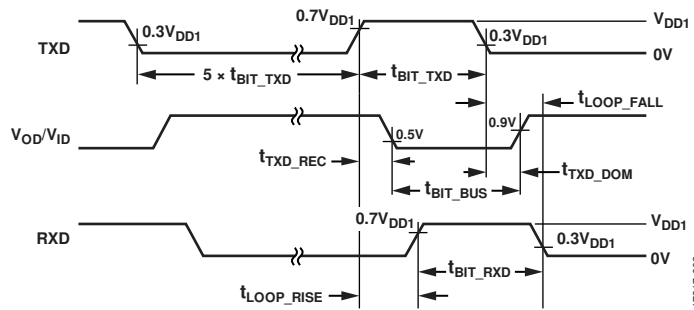 0.7VDD1
VDD1
TXD
0.3VDD1
0.3VDD1
0V
5 × tBIT_TXD
tBIT_TXD
tLOOP_FALL
VOD/VID
0.9V
0.5V
tTXD_REC
tTXD_DOM
tBIT_BUS
0.7VDD1
VDD1
RXD
0.3VDD1
0V
tBIT_RXD
tLOOP_RISE